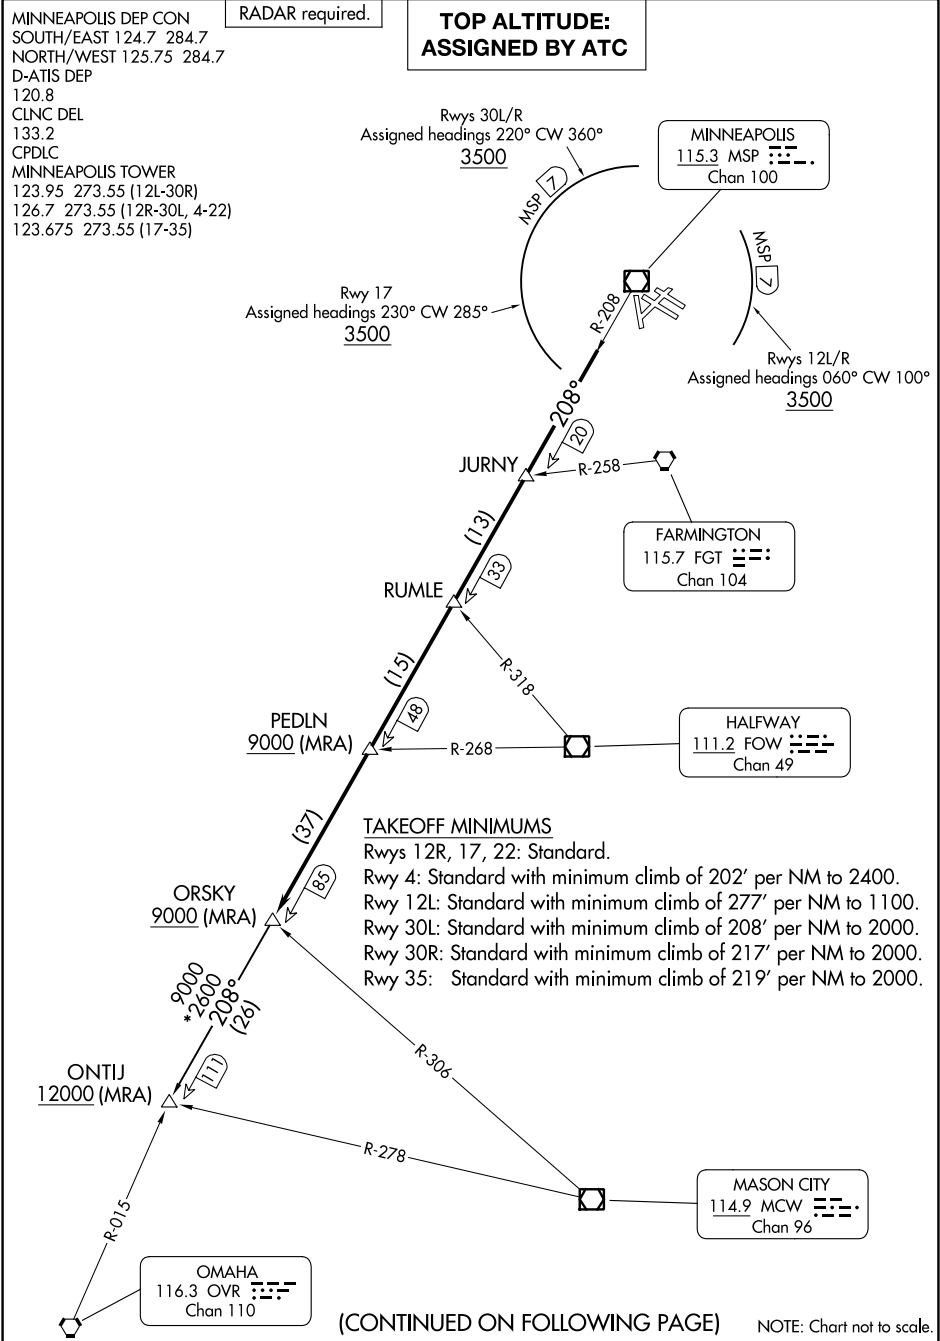 MINNEAPOLIS DEP CON
SOUTH/EAST 124.7 284.7
NORTH/WEST 125.75 284.7
D-ATIS DEP
120.8
CLNC DEL
133.2
CPDLC
MINNEAPOLIS TOWER
123.95 273.55 (12L-30R)
126.7 273.55 (12R-30L, 4-22)
123.675 273.55 (17-35)
RADAR required.
TOP ALTITUDE:
ASSIGNED BY ATC
Rwys 30L/R
Assigned headings 220° CW 360°
3500
MINNEAPOLIS
115.3 MSP
Chan 100
MSP 7
MSP 7
Rwy 17
Assigned headings 230° CW 285°
3500
R-208
Rwys 12L/R
Assigned headings 060° CW 100°
3500
208°
20
JURNY
R-258
FARMINGTON
115.7 FGT
Chan 104
(13)
33
RUMLE
R-318
(15)
48
PEDLN
9000 (MRA)
R-268
HALFWAY
111.2 FOW
Chan 49
(37)
TAKEOFF MINIMUMS
Rwys 12R, 17, 22: Standard.
Rwy 4: Standard with minimum climb of 202' per NM to 2400.
Rwy 12L: Standard with minimum climb of 277' per NM to 1100.
Rwy 30L: Standard with minimum climb of 208' per NM to 2000.
Rwy 30R: Standard with minimum climb of 217' per NM to 2000.
Rwy 35: Standard with minimum climb of 219' per NM to 2000.
85
ORSKY
9000 (MRA)
9000
*2600
208°
(26)
R-306
111
ONTIJ
12000 (MRA)
R-278
MASON CITY
114.9 MCW
Chan 96
R-015
OMAHA
116.3 OVR
Chan 110
(CONTINUED ON FOLLOWING PAGE)
NOTE: Chart not to scale.